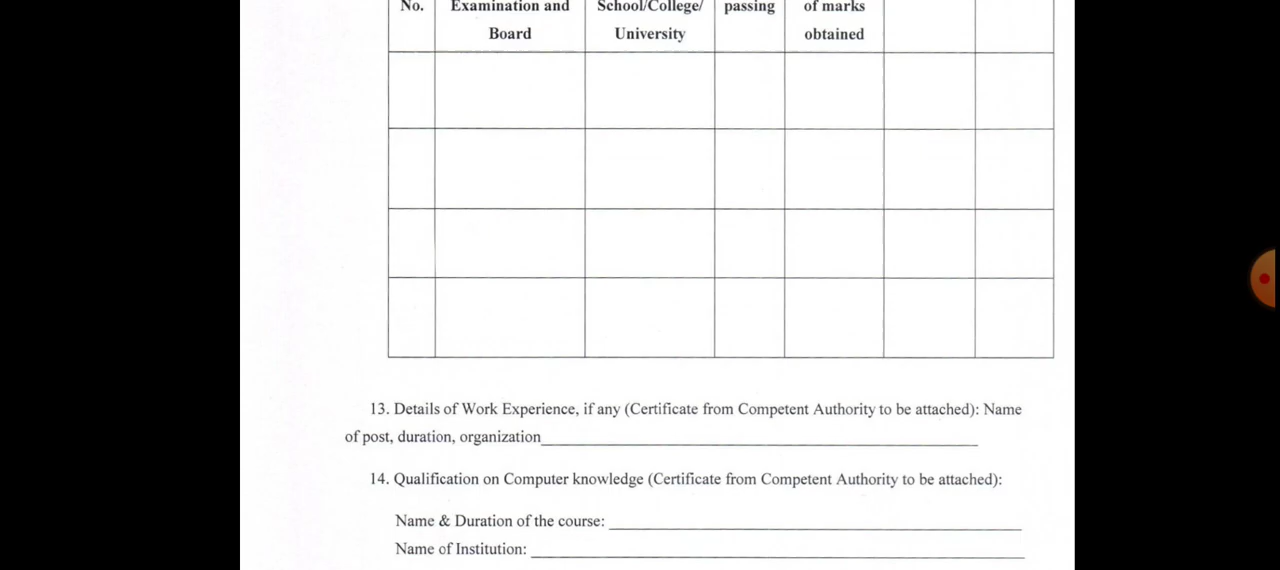 No. Examination and School/College/ passing of marks
Board University obtained
13. Details of Work Experience, if any (Certificate from Competent Authority to be attached): Name
of post, duration, organization
14. Qualification on Computer knowledge (Certificate from Competent Authority to be attached):
Name & Duration of the course:
Name of Institution: